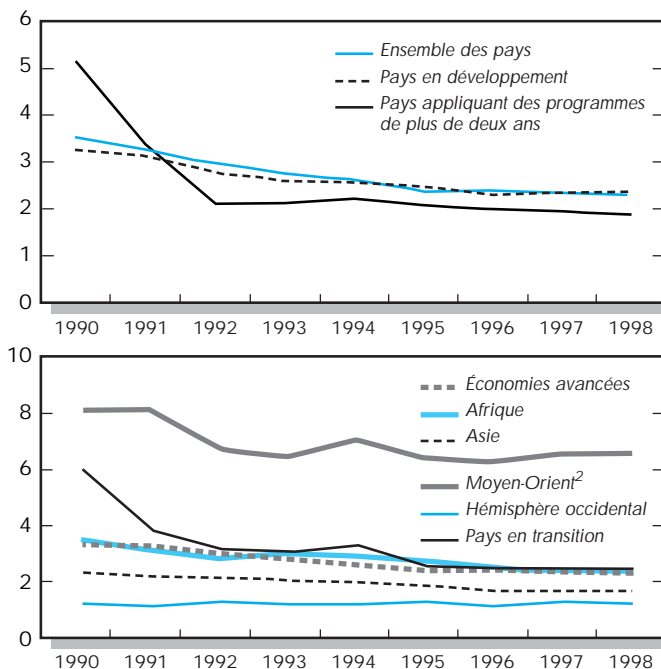 6
5
4
3
2
1
0
Ensemble des pays
Pays en développement
Pays appliquant des programmes
de plus de deux ans
1990 1991 1992 1993 1994 1995 1996 1997 1998
10
8
6
4
2
0
Économies avancées
Afrique
Asie
Moyen-Orient²
Hémisphère occidental
Pays en transition
1990 1991 1992 1993 1994 1995 1996 1997 1998